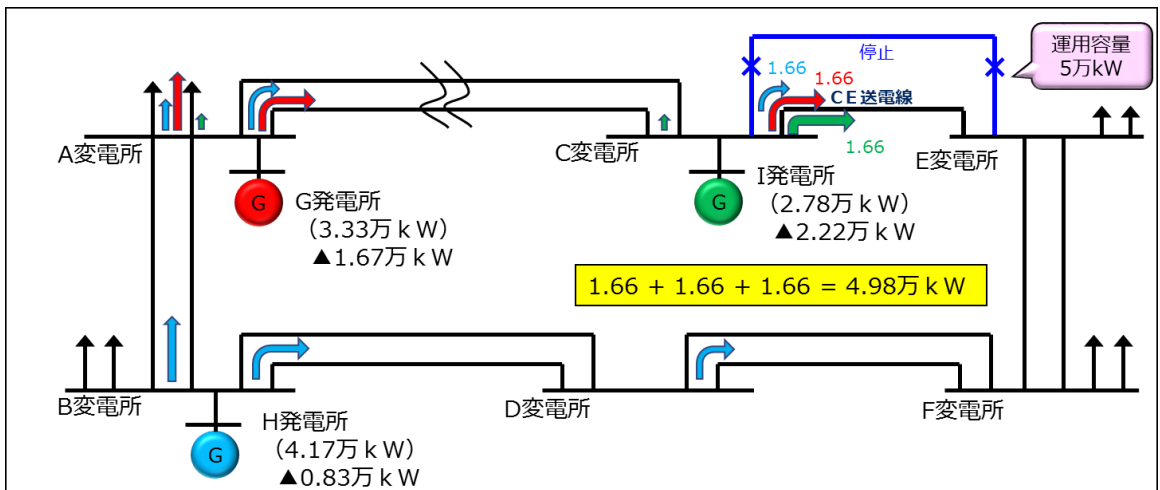 運用容量
5万kW
停止
1.66
1.66
CE送電線
1.66
A変電所
C変電所
E変電所
G
G発電所
(3.33万kW)
▲1.67万kW
G
I発電所
(2.78万kW)
▲2.22万kW
1.66 + 1.66 + 1.66 = 4.98万kW
B変電所
D変電所
F変電所
G
H発電所
(4.17万kW)
▲0.83万kW